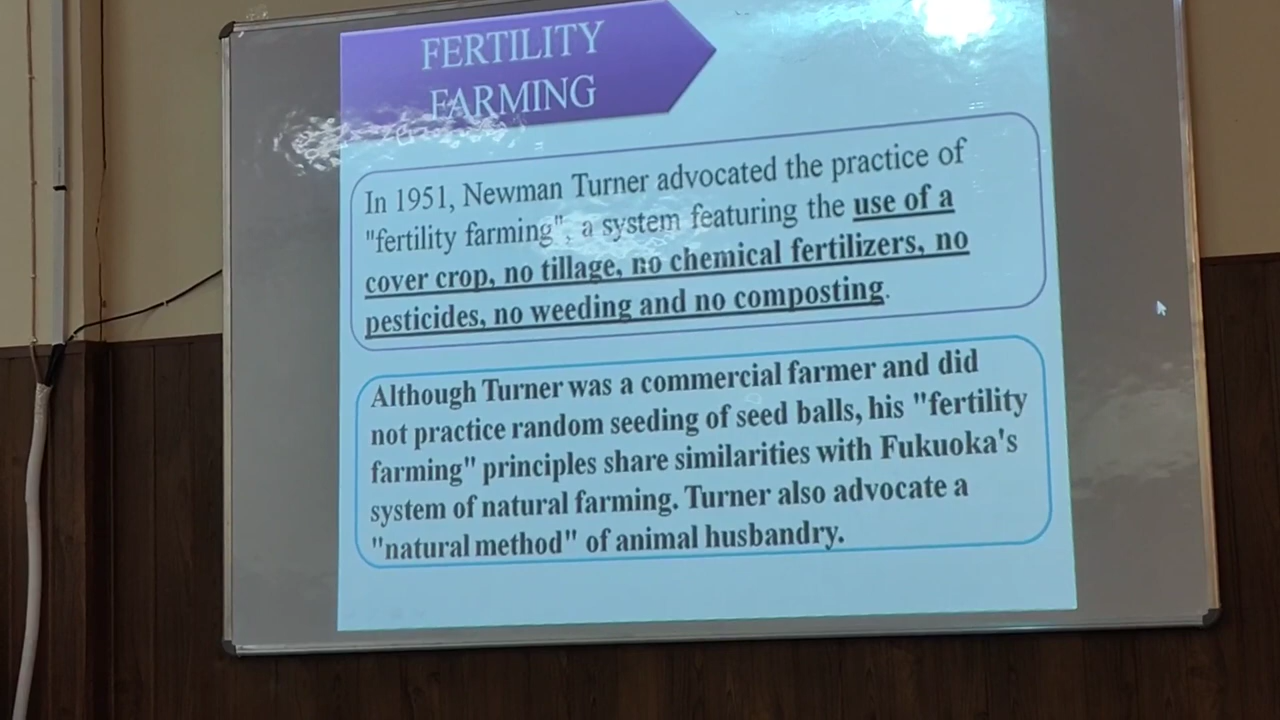 FERTILITY
FARMING
In 1951, Newman Turner advocated the practice of
"fertility farming", a system featuring the use of a
cover crop, no tillage, no chemical fertilizers, no
pesticides, no weeding and no composting.
Although Turner was a commercial farmer and did
not practice random seeding of seed balls, his "fertility
farming" principles share similarities with Fukuoka's
system of natural farming. Turner also advocate a
"natural method" of animal husbandry.